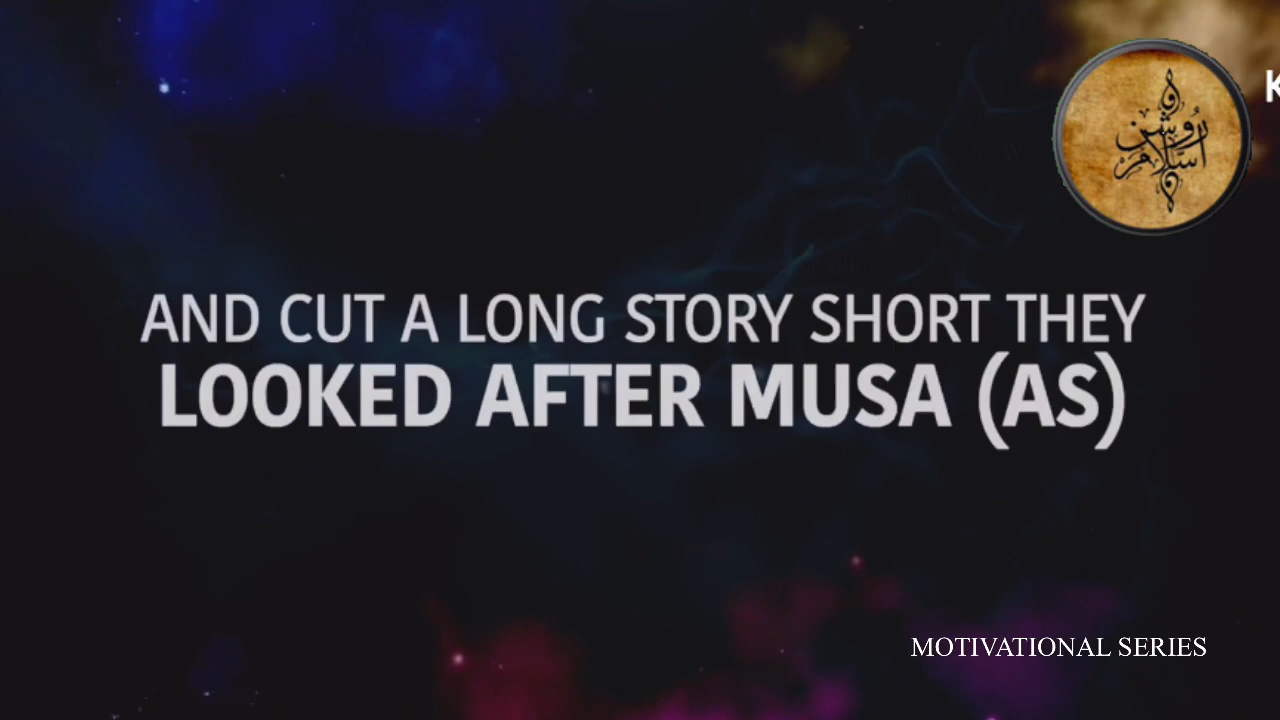 K
روشن
اسلام
AND CUT A LONG STORY SHORT THEY
LOOKED AFTER MUSA (AS)
MOTIVATIONAL SERIES